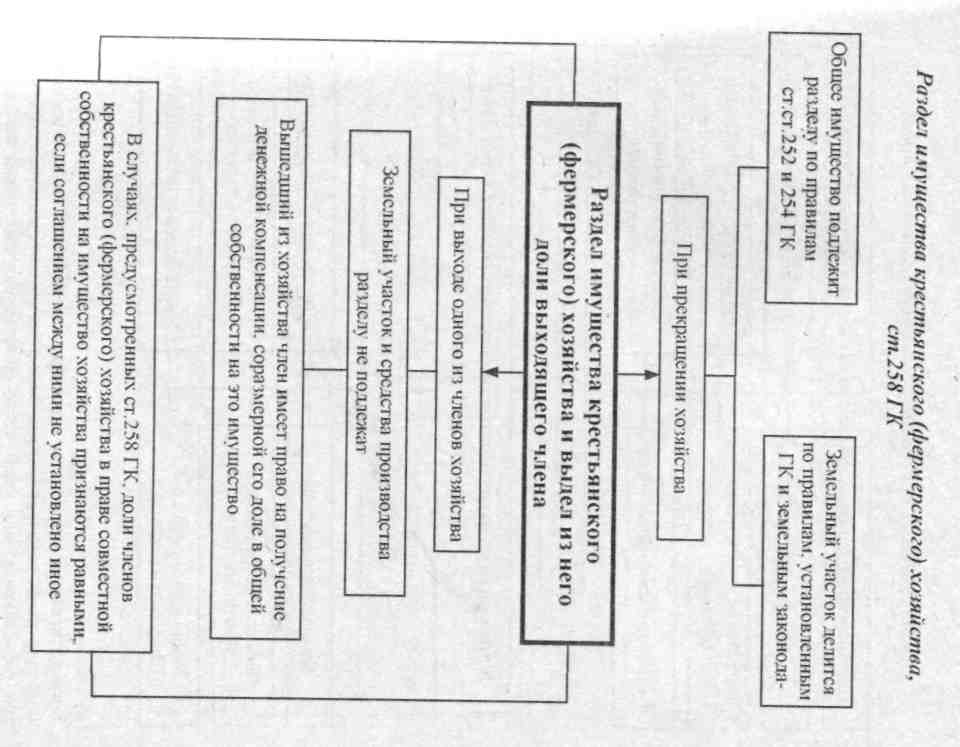 Раздел имущества крестьянского (фермерского) хозяйства,
ст.258 ГК
Общее имущество подлежит
разделу по правилам
ст.ст.252 и 254 ГК
Земельный участок делится
по правилам, установленным
ГК и земельным законода-
При прекращении хозяйства
Раздел имущества крестьянского
(фермерского) хозяйства и выдел из него
доли выходящего члена
При выходе одного из членов хозяйства
Земельный участок и средства производства
разделу не подлежат
Вышедший из хозяйства член имеет право на получение
денежной компенсации, соразмерной его доле в общей
собственности на это имущество
В случаях, предусмотренных ст.258 ГК, доли членов
крестьянского (фермерского) хозяйства в праве совместной
собственности на имущество хозяйства признаются равными,
если соглашением между ними не установлено иное